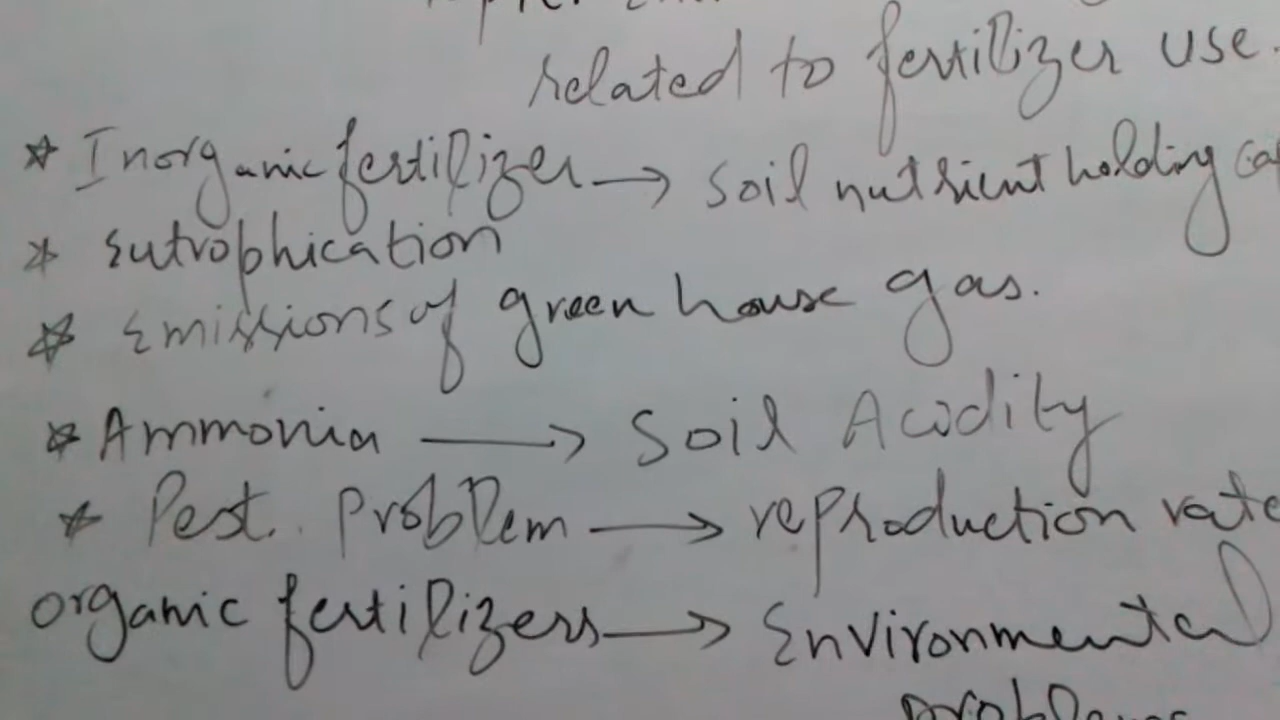 related to fertilizer use.
* Inorganic fertilizer → Soil nutrient holding
* Eutrophication
* Emissions of green house gas.
* Ammonia → Soil Acidity
* Pest. problem → reproduction rate
organic fertilizers → Environmental
problems